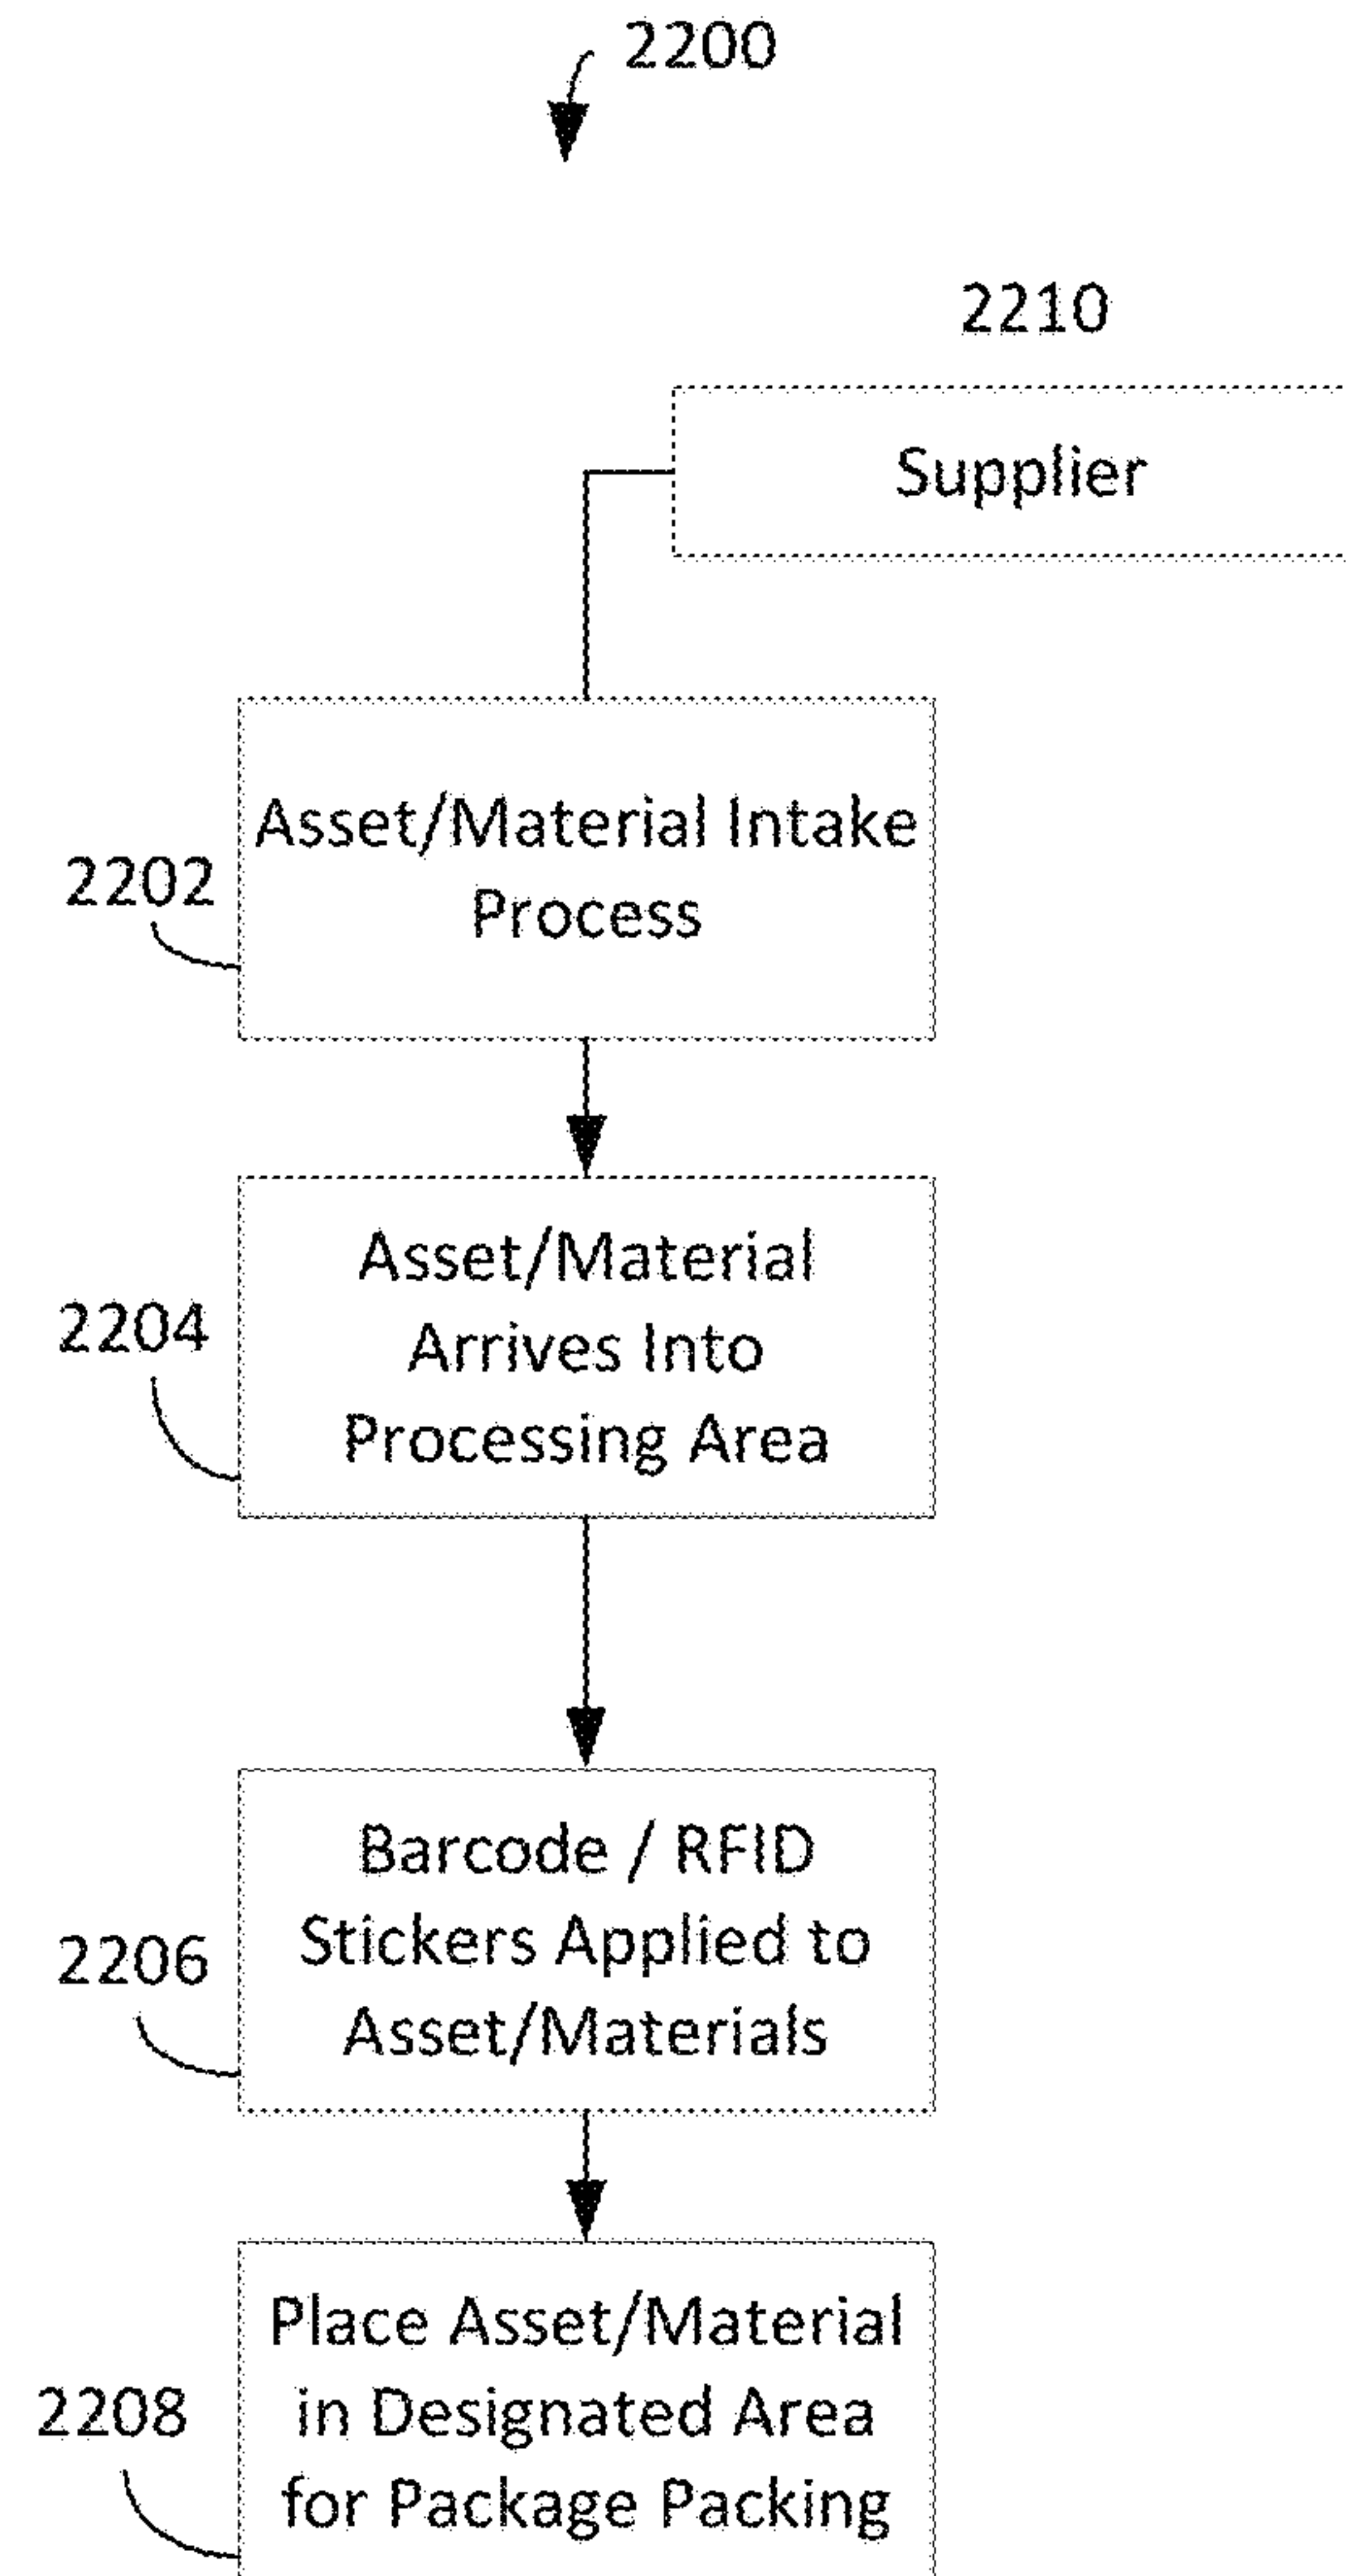 2200
2210
Supplier
Asset/Material Intake
Process
2202
Asset/Material
Arrives Into
Processing Area
2204
Barcode / RFID
Stickers Applied to
Asset/Materials
2206
Place Asset/Material
in Designated Area
for Package Packing
2208